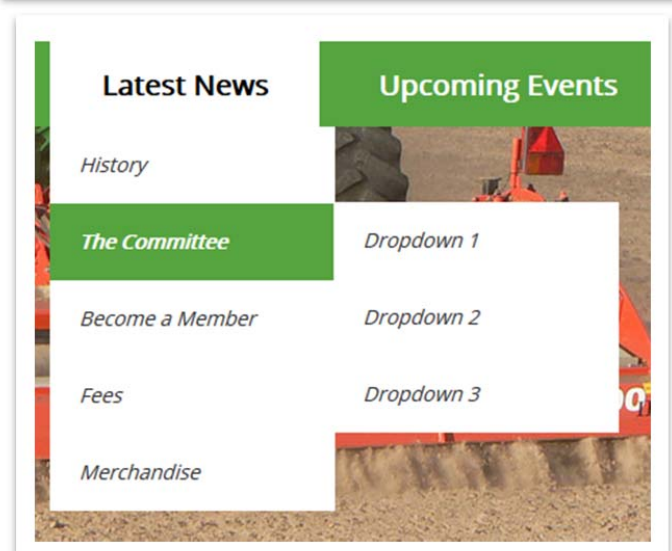 Latest News
Upcoming Events
History
The Committee
Dropdown 1
Become a Member
Dropdown 2
Fees
Dropdown 3
Merchandise